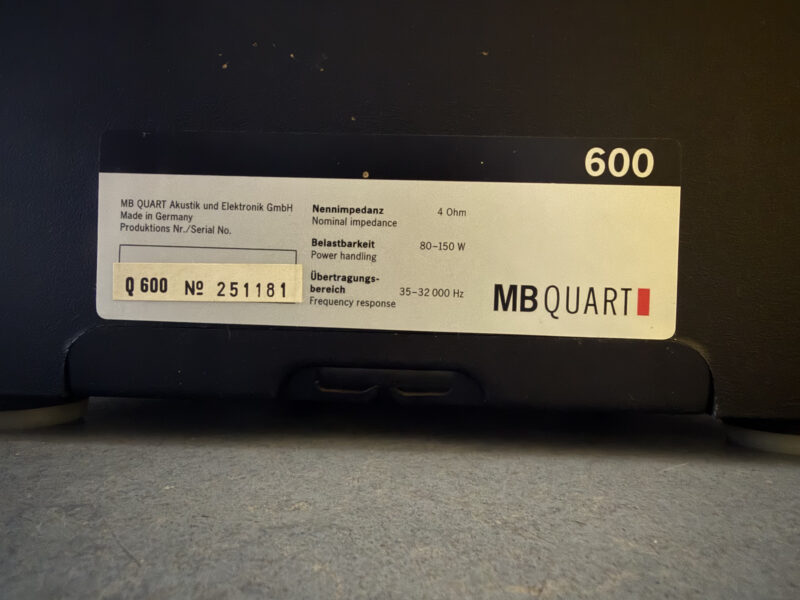 600
MB QUART Akustik und Elektronik GmbH
Made in Germany
Produktions Nr./Serial No.
Q 600 Nº 251181
Nennimpedanz 4 Ohm
Nominal impedance
Belastbarkeit 80–150 W
Power handling
Übertragungs-
bereich 35–32 000 Hz
Frequency response
MB QUART